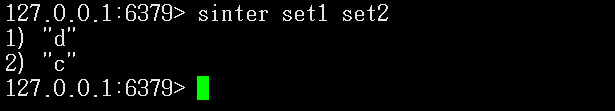 127.0.0.1:6379> sinter set1 set2
1) "d"
2) "c"
127.0.0.1:6379>